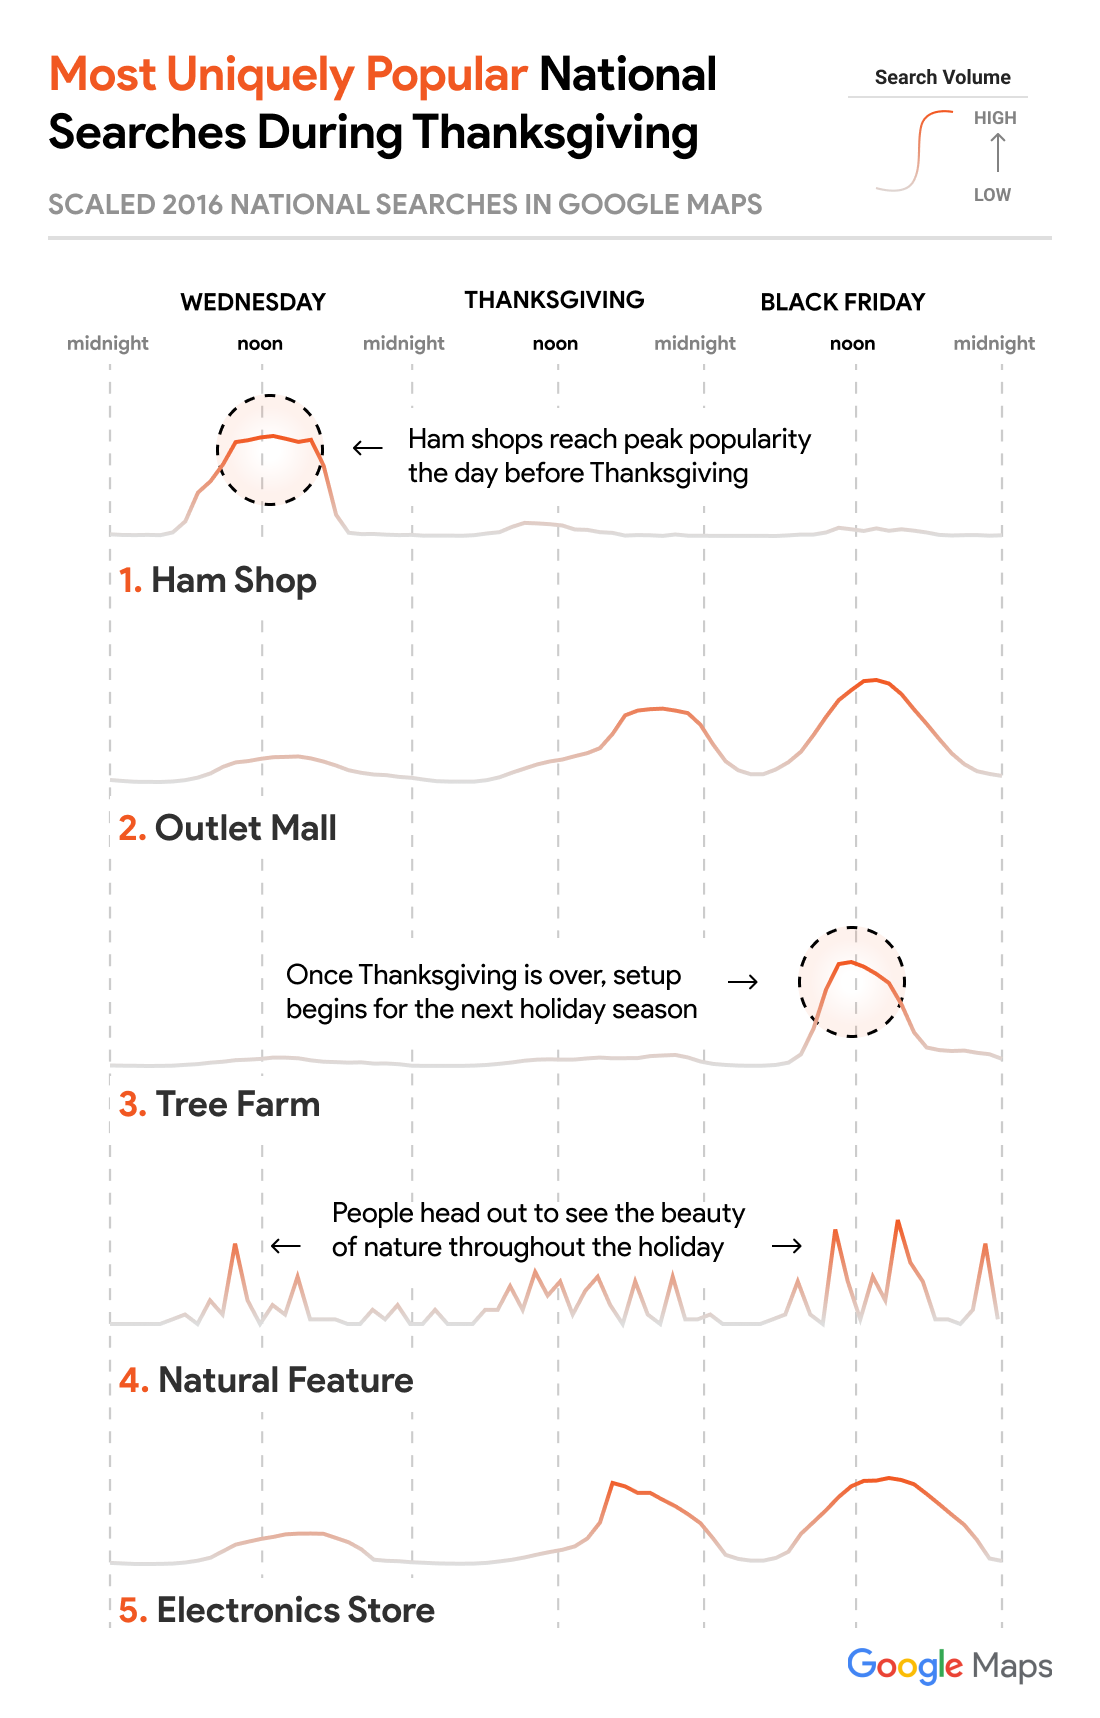 Most Uniquely Popular National
Searches During Thanksgiving
SCALED 2016 NATIONAL SEARCHES IN GOOGLE MAPS
Search Volume
HIGH
LOW
WEDNESDAY THANKSGIVING BLACK FRIDAY
midnight noon midnight noon midnight noon midnight
Ham shops reach peak popularity
the day before Thanksgiving
1. Ham Shop
2. Outlet Mall
Once Thanksgiving is over, setup
begins for the next holiday season
3. Tree Farm
People head out to see the beauty
of nature throughout the holiday
4. Natural Feature
5. Electronics Store
Google Maps